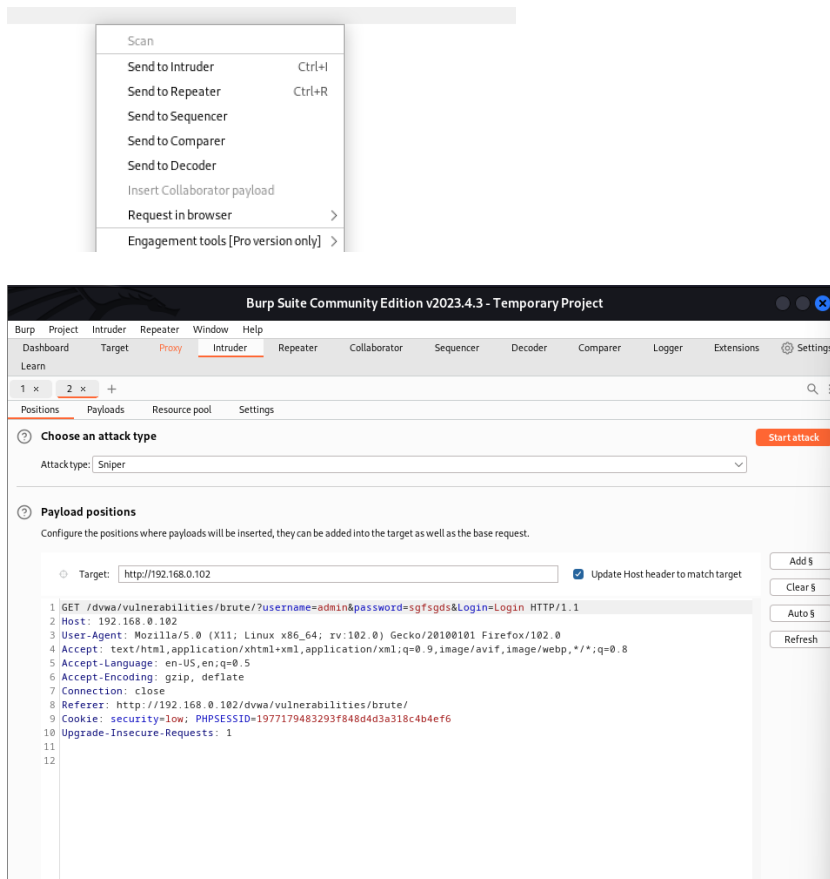 Scan
Send to Intruder Ctrl+I
Send to Repeater Ctrl+R
Send to Sequencer
Send to Comparer
Send to Decoder
Insert Collaborator payload
Request in browser
Engagement tools [Pro version only]
Burp Suite Community Edition v2023.4.3 - Temporary Project
Burp Project Intruder Repeater Window Help
Dashboard Target Proxy Intruder Repeater Collaborator Sequencer Decoder Comparer Logger Extensions Settings
Learn
1 × 2 × +
Positions Payloads Resource pool Settings
? Choose an attack type Start attack
Attack type: Sniper
? Payload positions
Configure the positions where payloads will be inserted, they can be added into the target as well as the base request.
Add §
Target: http://192.168.0.102 Update Host header to match target
Clear §
1 GET /dvwa/vulnerabilities/brute/?username=admin&password=sgfsgds&Login=Login HTTP/1.1
Auto §
2 Host: 192.168.0.102
3 User-Agent: Mozilla/5.0 (X11; Linux x86_64; rv:102.0) Gecko/20100101 Firefox/102.0
Refresh
4 Accept: text/html,application/xhtml+xml,application/xml;q=0.9,image/avif,image/webp,*/*;q=0.8
5 Accept-Language: en-US,en;q=0.5
6 Accept-Encoding: gzip, deflate
7 Connection: close
8 Referer: http://192.168.0.102/dvwa/vulnerabilities/brute/
9 Cookie: security=low; PHPSESSID=1977179483293f848d4d3a318c4b4ef6
10 Upgrade-Insecure-Requests: 1
11
12